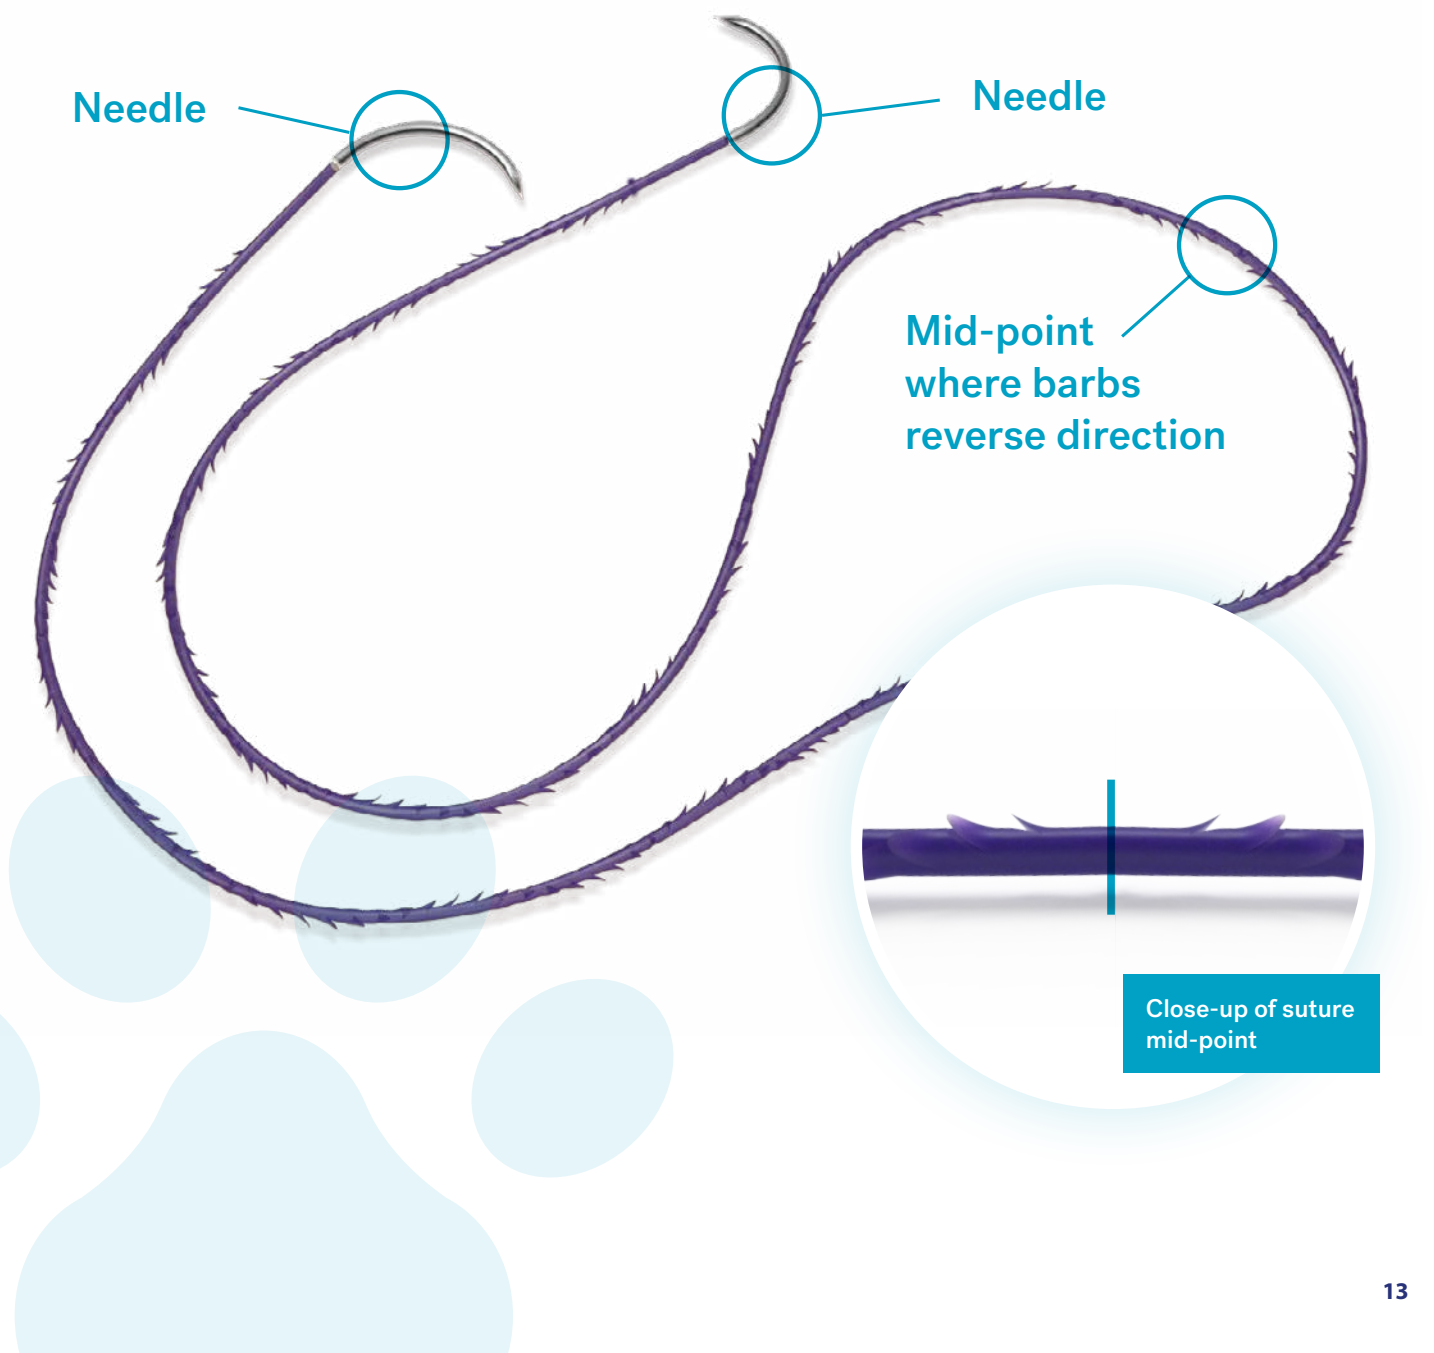 Needle
Needle
Mid-point
where barbs
reverse direction
Close-up of suture
mid-point
13